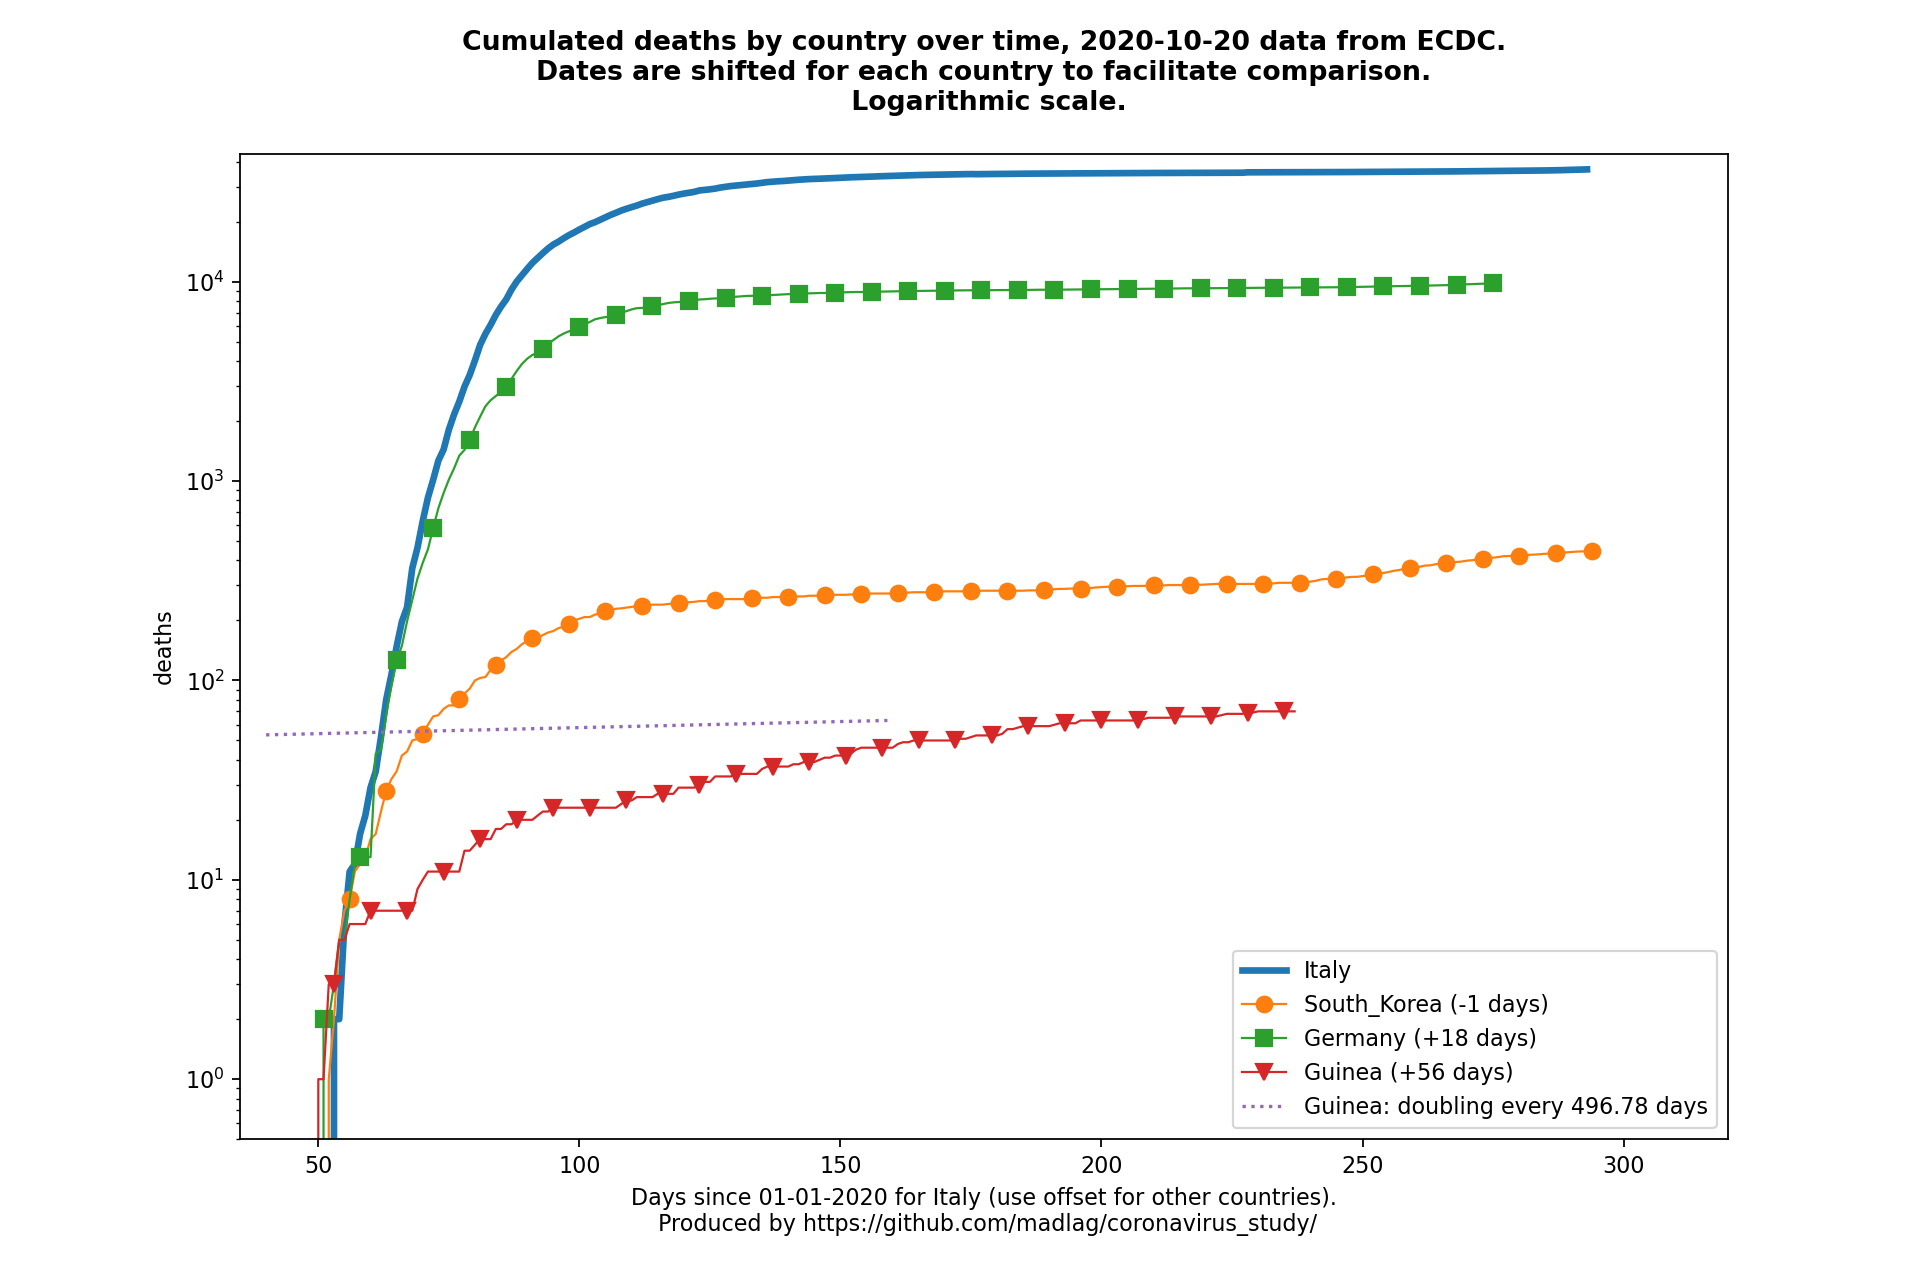 Cumulated deaths by country over time, 2020-10-20 data from ECDC.
Dates are shifted for each country to facilitate comparison.
Logarithmic scale.
deaths
10^4
10^3
10^2
10^1
10^0
50 100 150 200 250 300
Italy
South_Korea (-1 days)
Germany (+18 days)
Guinea (+56 days)
Guinea: doubling every 496.78 days
Days since 01-01-2020 for Italy (use offset for other countries).
Produced by https://github.com/madlag/coronavirus_study/